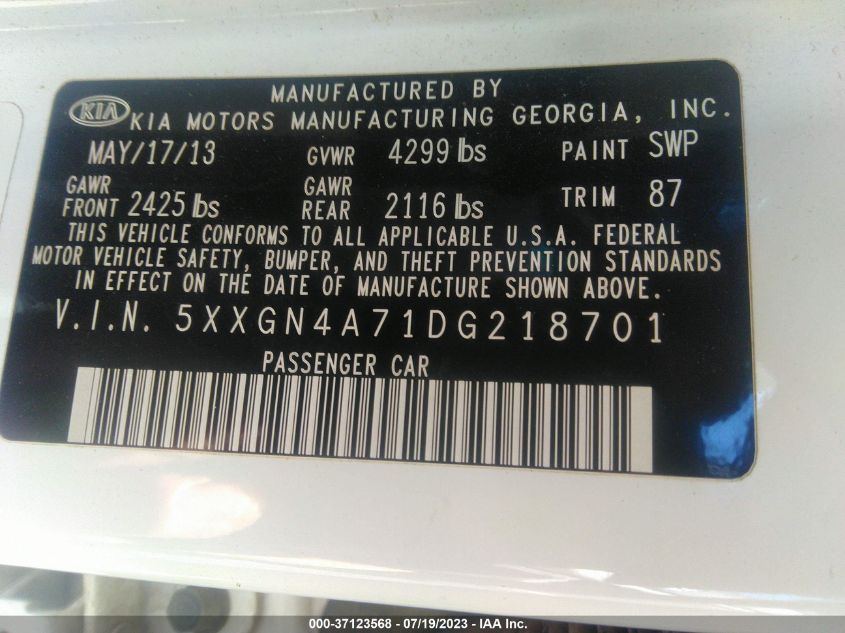 MANUFACTURED BY
KIA KIA MOTORS MANUFACTURING GEORGIA, INC.
MAY/17/13 GVWR 4299 lbs PAINT SWP
GAWR FRONT 2425 lbs GAWR REAR 2116 lbs TRIM 87
THIS VEHICLE CONFORMS TO ALL APPLICABLE U.S.A. FEDERAL
MOTOR VEHICLE SAFETY, BUMPER, AND THEFT PREVENTION STANDARDS
IN EFFECT ON THE DATE OF MANUFACTURE SHOWN ABOVE.
V.I.N. 5XXGN4A71DG218701
PASSENGER CAR
000-37123568 - 07/19/2023 - IAA Inc.